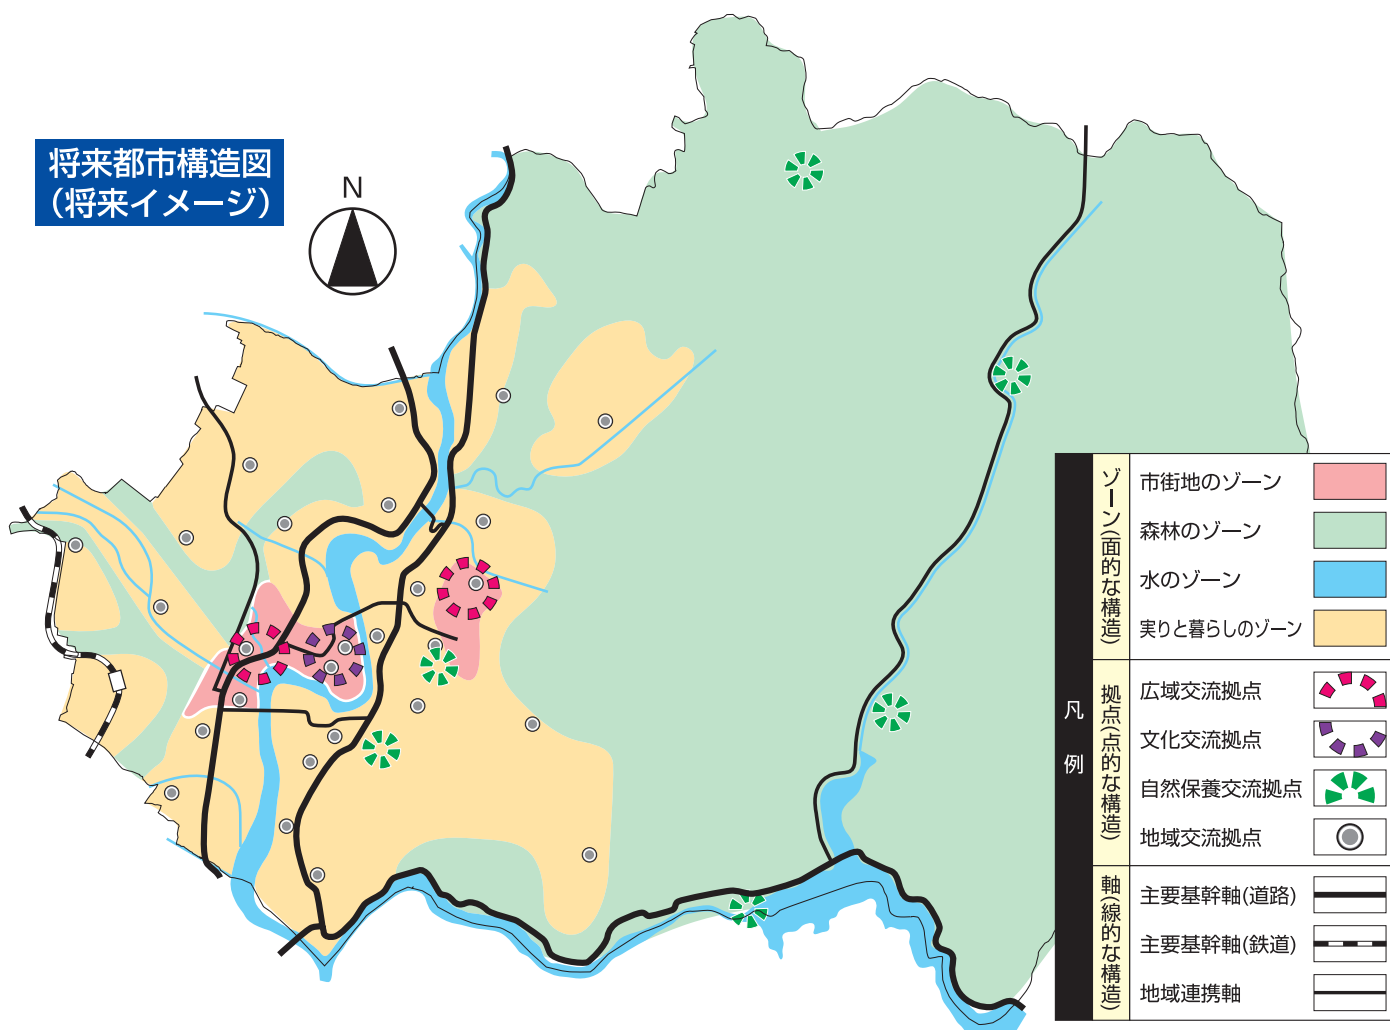 将来都市構造図
（将来イメージ）
N
凡例
ゾーン(面的な構造)
市街地のゾーン
森林のゾーン
水のゾーン
実りと暮らしのゾーン
拠点(点的な構造)
広域交流拠点
文化交流拠点
自然保養交流拠点
地域交流拠点
軸(線的な構造)
主要基幹軸(道路)
主要基幹軸(鉄道)
地域連携軸